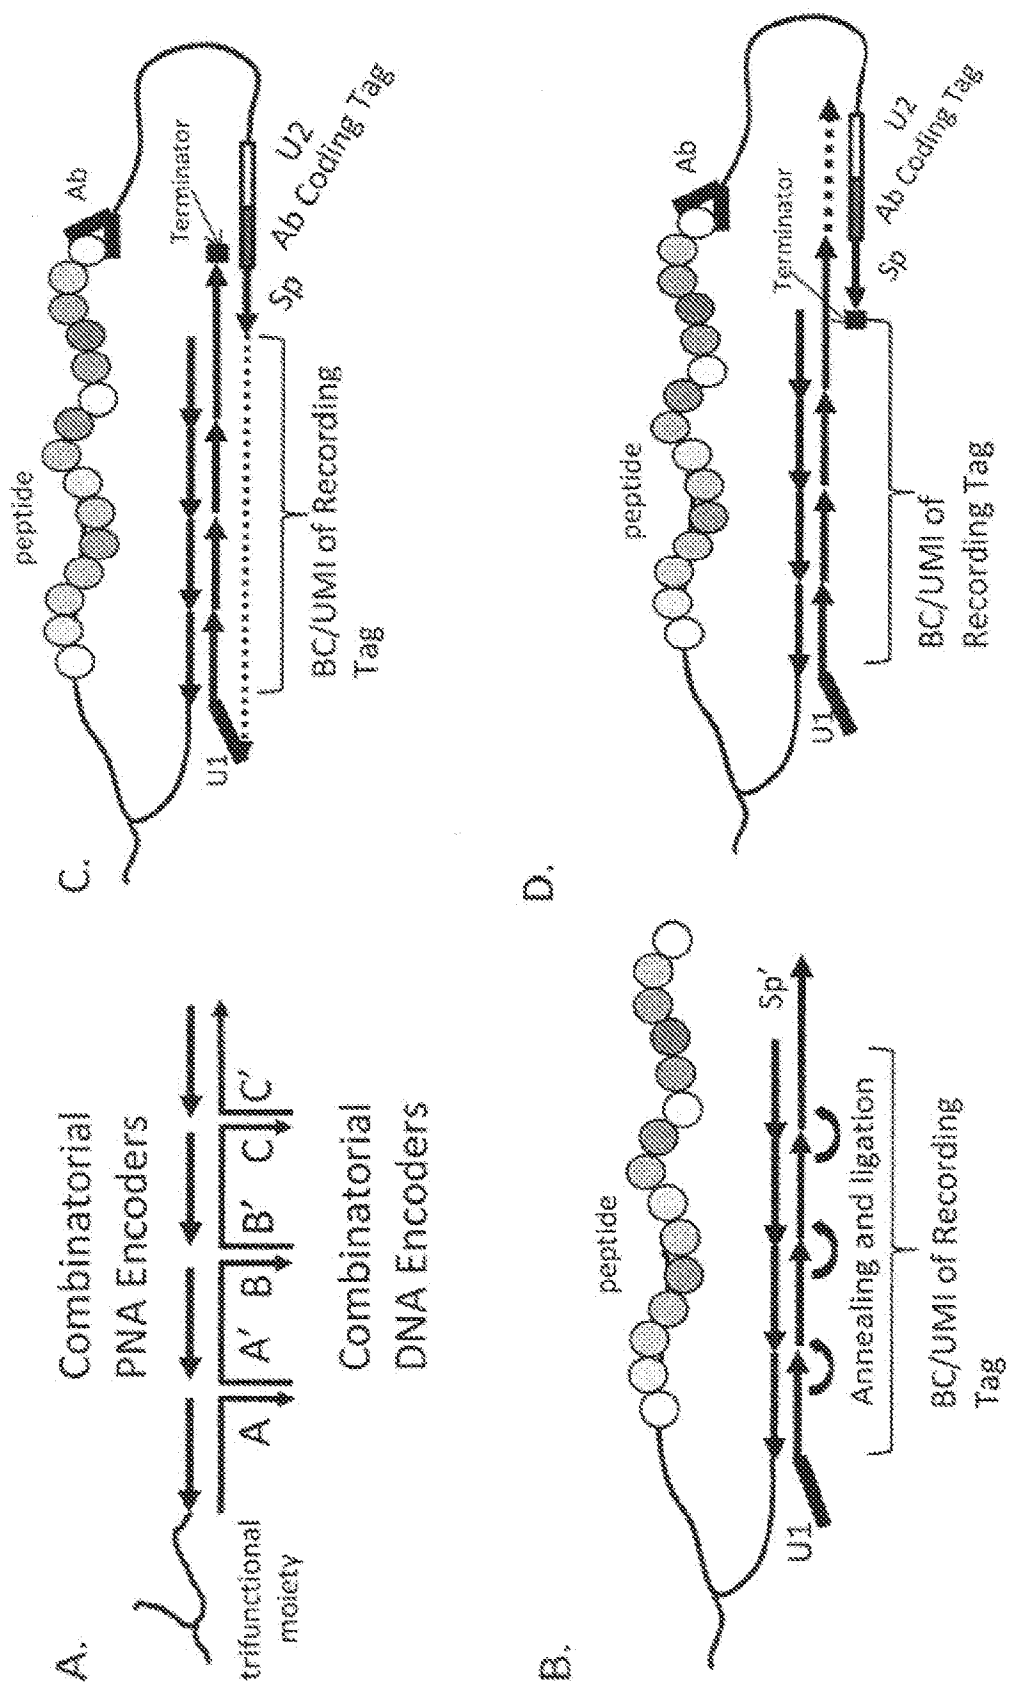 A.
Combinatorial
PNA Encoders
A
A'
B
B'
C
C'
trifunctional
moiety
Combinatorial
DNA Encoders
B.
peptide
Sp'
U1
Annealing and ligation
BC/UMI of Recording
Tag
C.
peptide
Ab
Terminator
U1
Sp
U2
Ab Coding Tag
BC/UMI of Recording
Tag
D.
peptide
Ab
Terminator
U1
Sp
U2
Ab Coding Tag
BC/UMI of
Recording Tag